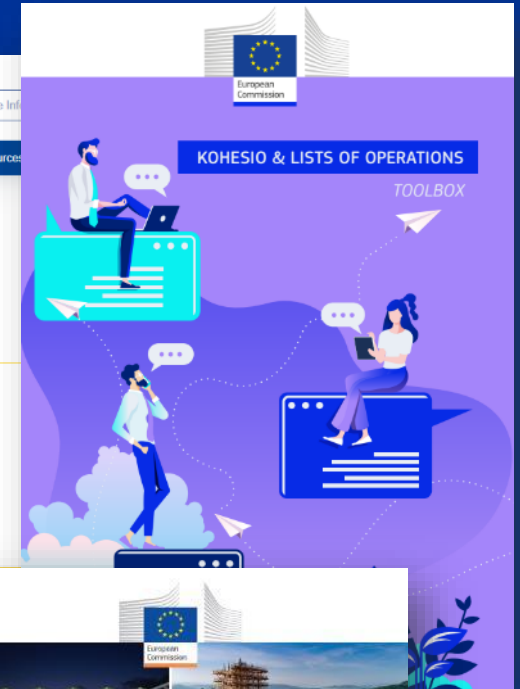 European
Commission
KOHESIO & LISTS OF OPERATIONS
TOOLBOX
European
Commission